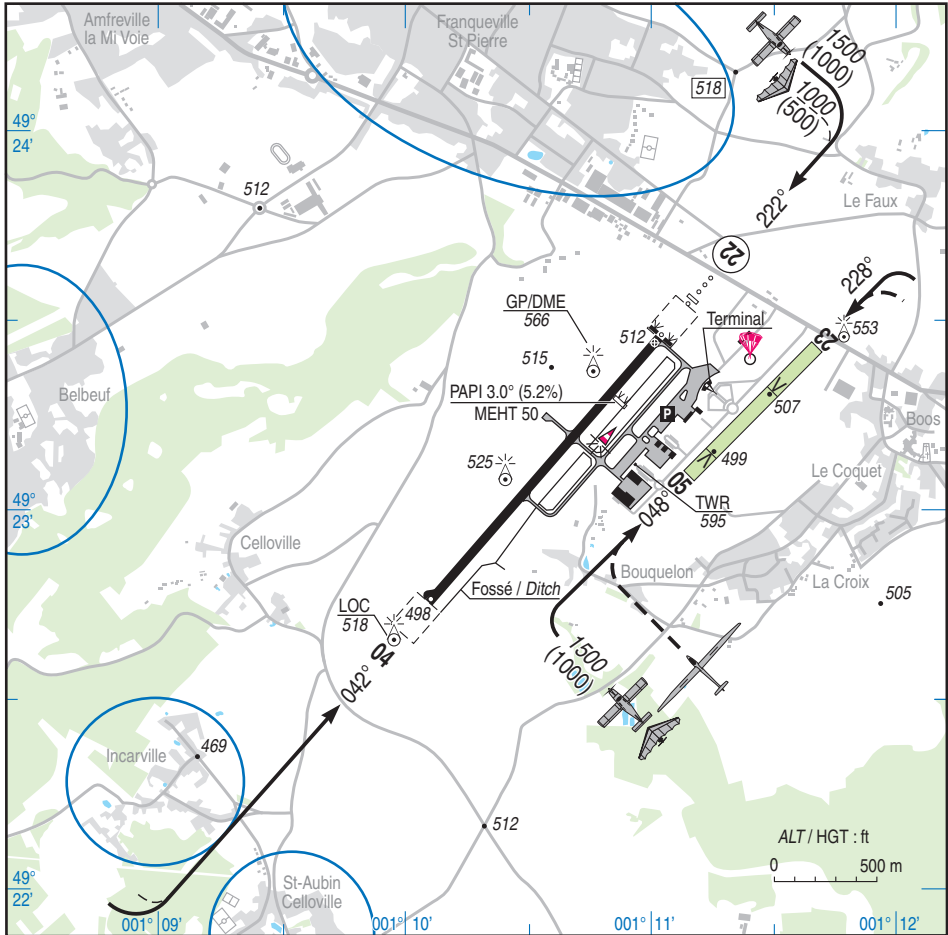 Amfreville
la Mi Voie
Franqueville
St Pierre
1500
(1000)
1000
(500)
518
49°
24'
512
222°
Le Faux
22
228°
GP/DME
566
Terminal
553
512
23
515
PAPI 3.0° (5.2%)
MEHT 50
P
507
Belbeuf
Boos
499
Le Coquet
525
05
49°
23'
048°
TWR
595
Celloville
Bouquelon
La Croix
Fossé / Ditch
505
LOC
518
498
04
1500
(1000)
042°
Incarville
469
512
ALT / HGT : ft
0 500 m
St-Aubin
Celloville
49°
22'
001° 09'
001° 10'
001° 11'
001° 12'